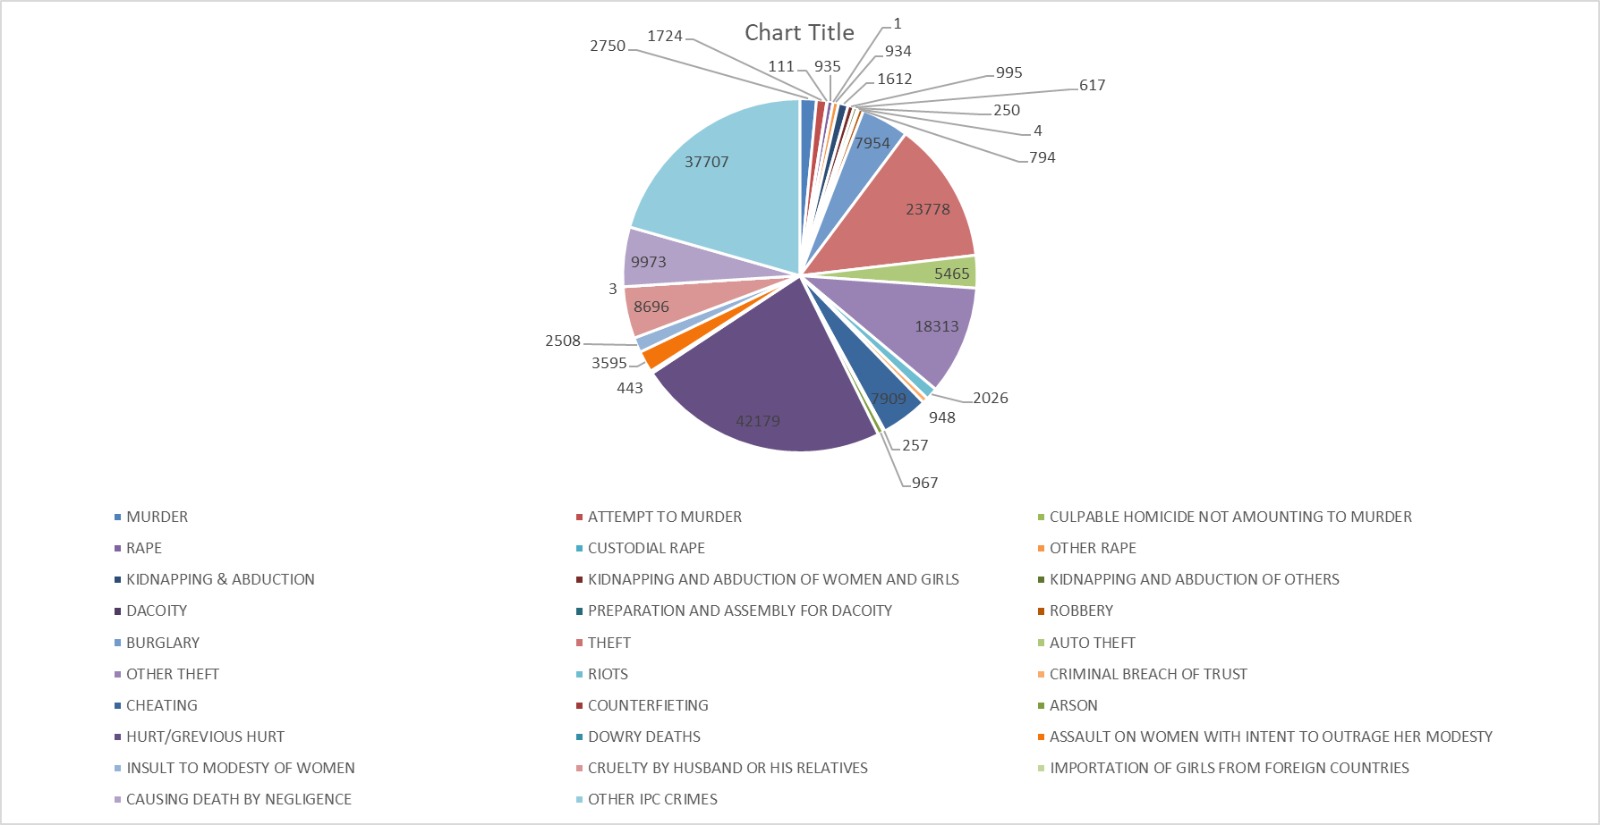 Chart Title
2750
1724
111
935
1
934
1612
995
617
250
4
794
7954
23778
5465
18313
2026
948
7909
257
967
42179
443
3595
2508
8696
3
9973
37707
MURDER
ATTEMPT TO MURDER
CULPABLE HOMICIDE NOT AMOUNTING TO MURDER
RAPE
CUSTODIAL RAPE
OTHER RAPE
KIDNAPPING & ABDUCTION
KIDNAPPING AND ABDUCTION OF WOMEN AND GIRLS
KIDNAPPING AND ABDUCTION OF OTHERS
DACOITY
PREPARATION AND ASSEMBLY FOR DACOITY
ROBBERY
BURGLARY
THEFT
AUTO THEFT
OTHER THEFT
RIOTS
CRIMINAL BREACH OF TRUST
CHEATING
COUNTERFIETING
ARSON
HURT/GREVIOUS HURT
DOWRY DEATHS
ASSAULT ON WOMEN WITH INTENT TO OUTRAGE HER MODESTY
INSULT TO MODESTY OF WOMEN
CRUELTY BY HUSBAND OR HIS RELATIVES
IMPORTATION OF GIRLS FROM FOREIGN COUNTRIES
CAUSING DEATH BY NEGLIGENCE
OTHER IPC CRIMES